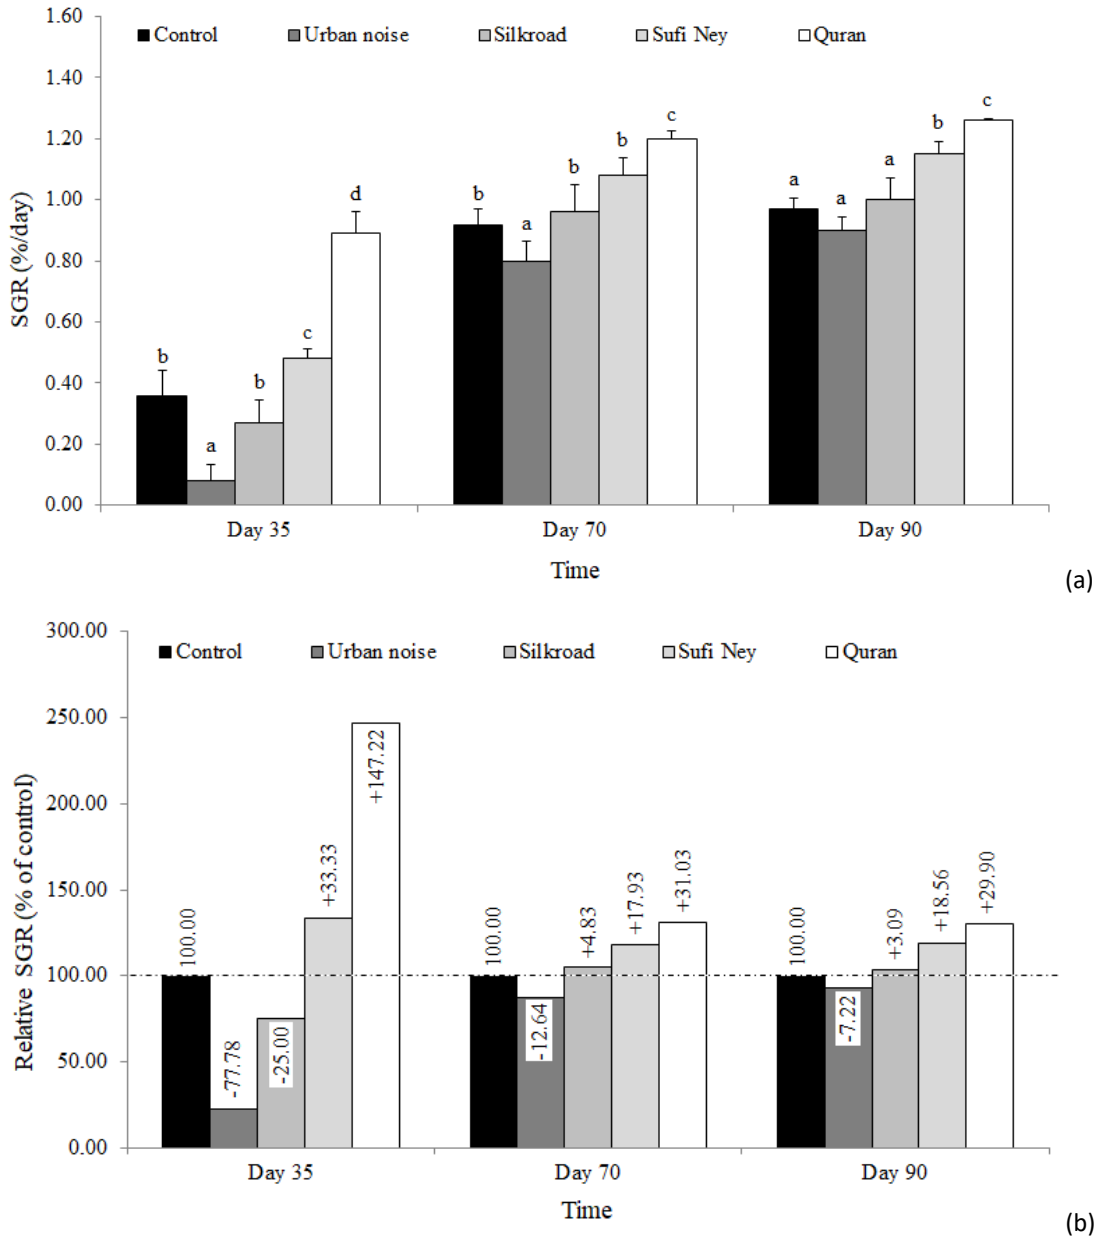 1.60
Control Urban noise Silkroad Sufi Ney Quran
1.40
1.20
1.00
0.80
0.60
0.40
0.20
0.00
SGR (%/day)
b a b c d
b a b b c
a a a b c
Day 35 Day 70 Day 90
Time
(a)
300.00
Control Urban noise Silkroad Sufi Ney Quran
250.00
200.00
150.00
100.00
50.00
0.00
Relative SGR (% of control)
100.00 -77.78 -25.00 +33.33 +147.22
100.00 -12.64 +4.83 +17.93 +31.03
100.00 -7.22 +3.09 +18.56 +29.90
Day 35 Day 70 Day 90
Time
(b)